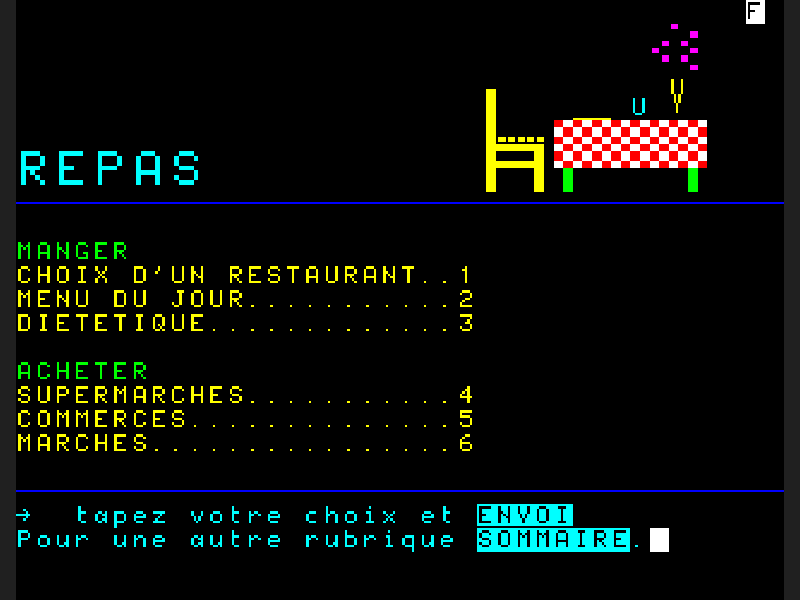 F
REPAS
MANGER
CHOIX D'UN RESTAURANT..1
MENU DU JOUR...........2
DIETETIQUE.............3
ACHETER
SUPERMARCHES...........4
COMMERCES..............5
MARCHES................6
→ tapez votre choix et ENVOI
Pour une autre rubrique SOMMAIRE.